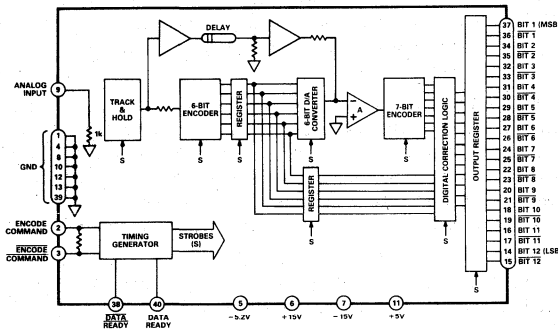 DELAY
ANALOG
INPUT
9
1k
TRACK
&
HOLD
S
6-BIT
ENCODER
S
REGISTER
S
6-BIT D/A
CONVERTER
S
REGISTER
S
−
+
A
7-BIT
ENCODER
S
DIGITAL CORRECTION LOGIC
S
OUTPUT REGISTER
S
GND
1
4
8
10
12
13
39
ENCODE
COMMAND
2
ENCODE
COMMAND
3
TIMING
GENERATOR
STROBES
(S)
38
DATA
READY
40
DATA
READY
5
−5.2V
6
+15V
7
−15V
11
+5V
37 BIT 1 (MSB
36 BIT 1
34 BIT 2
35 BIT 2
32 BIT 3
33 BIT 3
31 BIT 4
30 BIT 4
29 BIT 5
28 BIT 5
27 BIT 6
26 BIT 6
24 BIT 7
25 BIT 7
22 BIT 8
23 BIT 8
20 BIT 9
21 BIT 9
18 BIT 10
19 BIT 10
16 BIT 11
17 BIT 11
14 BIT 12 (LSB
15 BIT 12